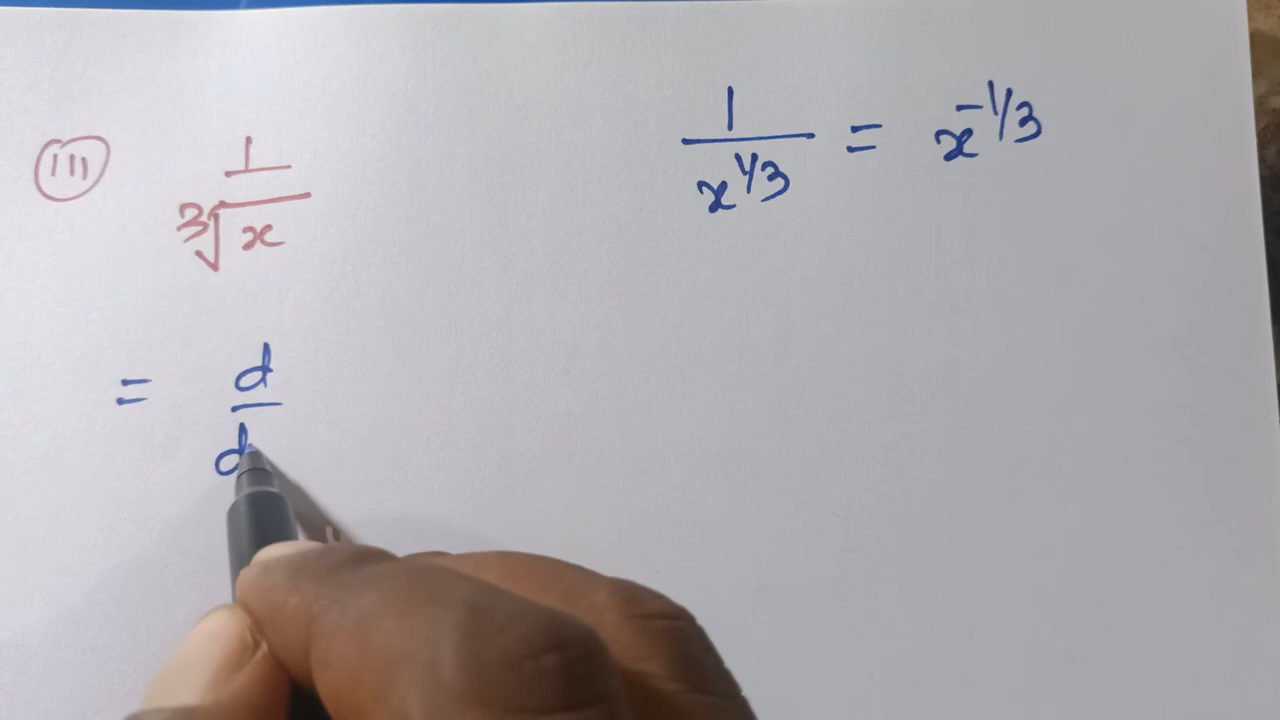 (III) 1/∛x
1/x^1/3 = x^-1/3
= d/d